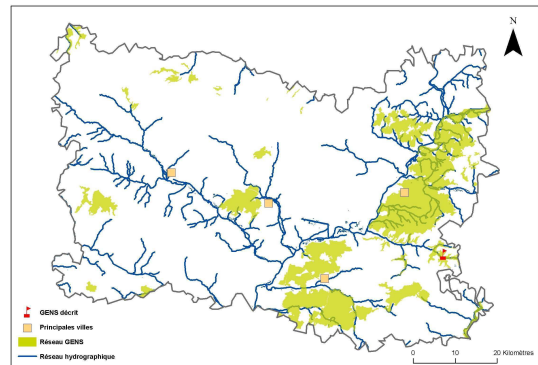 N
GENS décrit
Principales villes
Réseau GENS
Réseau hydrographique
0 10 20 Kilomètres